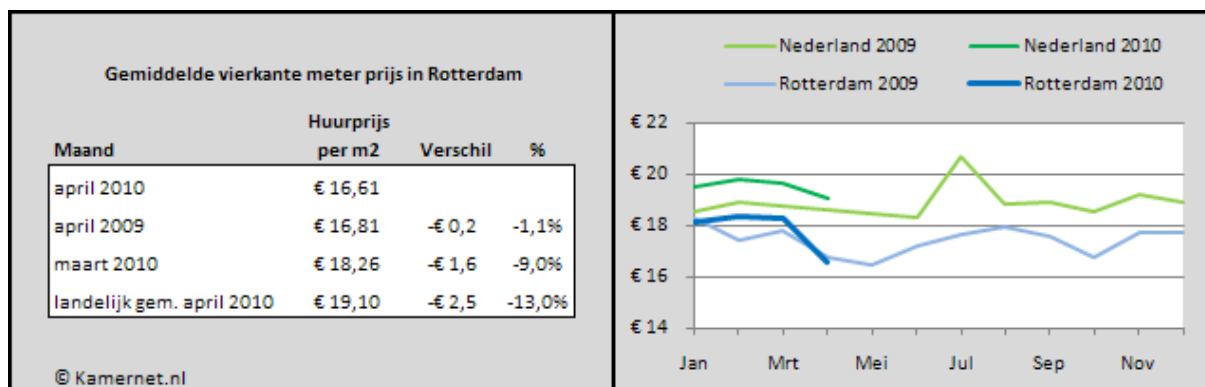 Gemiddelde vierkante meter prijs in Rotterdam
Huurprijs
Maand per m2 Verschil %
april 2010 € 16,61
april 2009 € 16,81 -€ 0,2 -1,1%
maart 2010 € 18,26 -€ 1,6 -9,0%
landelijk gem. april 2010 € 19,10 -€ 2,5 -13,0%
© Kamernet.nl
Nederland 2009 Nederland 2010
Rotterdam 2009 Rotterdam 2010
€ 22
€ 20
€ 18
€ 16
€ 14
Jan Mrt Mei Jul Sep Nov